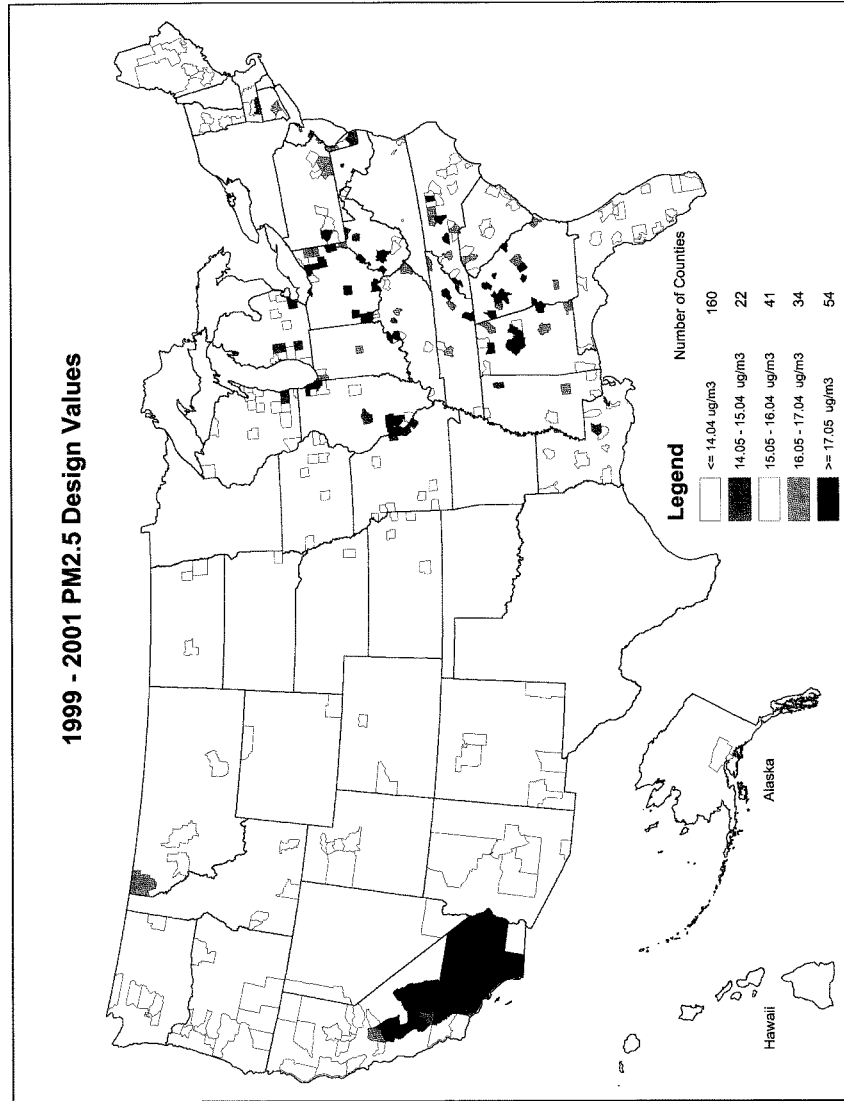 1999 - 2001 PM2.5 Design Values
Legend
Number of Counties
<= 14.04 ug/m3 160
14.05 - 15.04 ug/m3 22
15.05 - 16.04 ug/m3 41
16.05 - 17.04 ug/m3 34
>= 17.05 ug/m3 54
Alaska
Hawaii